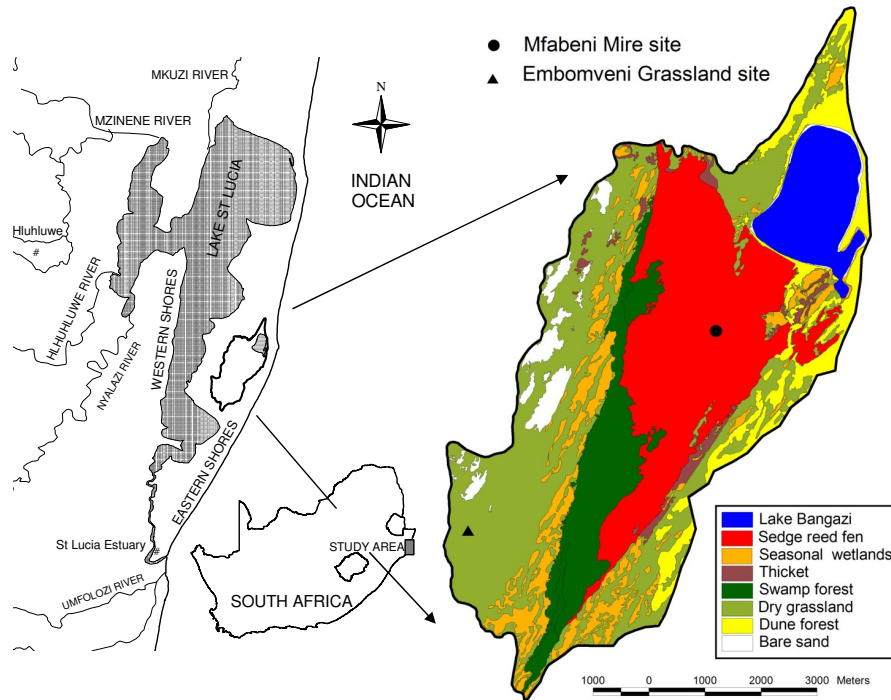 MKUZI RIVER
MZINENE RIVER
N
INDIAN
OCEAN
LAKE ST LUCIA
Hluhluwe
#
WESTERN SHORES
HLHUHLUWE RIVER
NYALAZI RIVER
EASTERN SHORES
St Lucia Estuary
#
UMFOLOZI RIVER
STUDY AREA
SOUTH AFRICA
Mfabeni Mire site
Embomveni Grassland site
Lake Bangazi
Sedge reed fen
Seasonal wetlands
Thicket
Swamp forest
Dry grassland
Dune forest
Bare sand
1000 0 1000 2000 3000 Meters